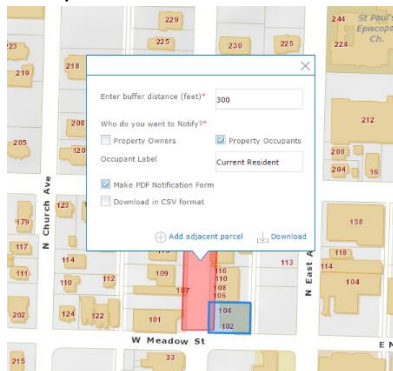 229
244
St Paul's
Episcopal
Ch.
225
230
225
224
219
218
Enter buffer distance (feet)*
300
Who do you want to Notify?*
Property Owners
Property Occupants
Occupant Label
Current Resident
Make PDF Notification Form
Download in CSV format
Add adjacent parcel
Download
212
208
205
120
200
204
16
N Church Ave
179
123
138
117
114
113
118
111
110
112
109
116
110
108
106
107
114
104
N East A
202
124
122
101
104
102
W Meadow St
E N
215
33